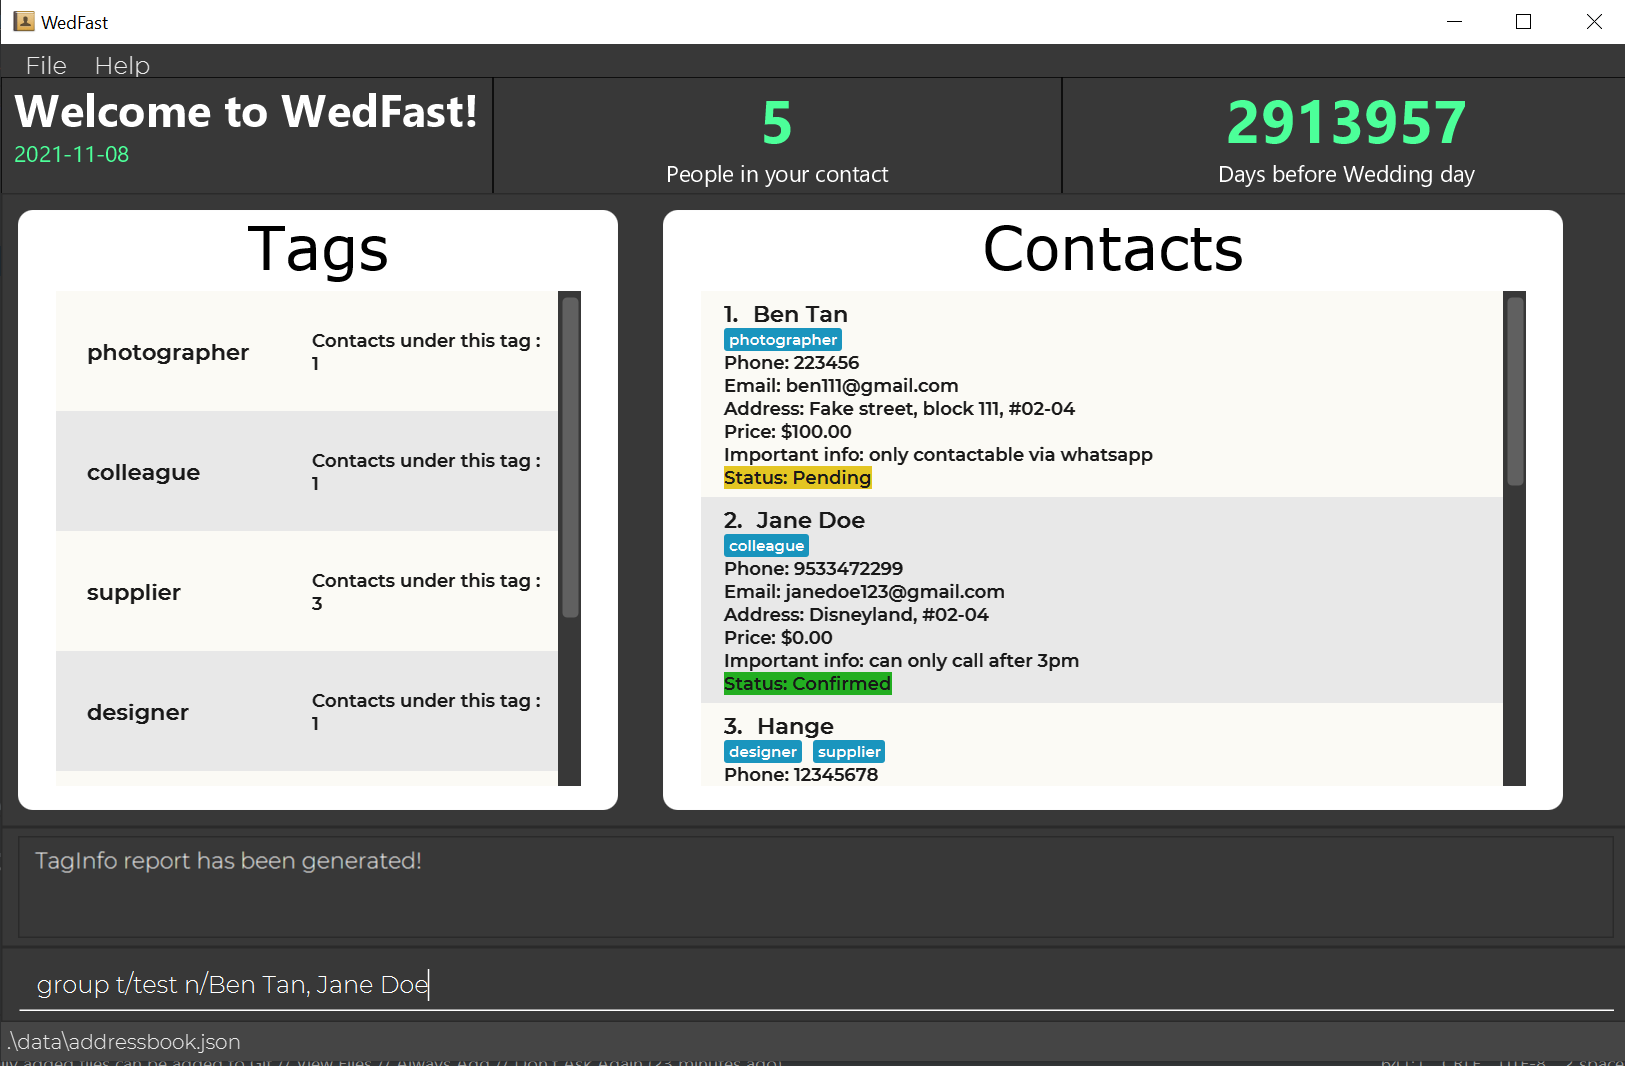 WedFast
File Help
Welcome to WedFast!
2021-11-08
5
People in your contact
2913957
Days before Wedding day
Tags
photographer
Contacts under this tag :
1
colleague
Contacts under this tag :
1
supplier
Contacts under this tag :
3
designer
Contacts under this tag :
1
Contacts
1. Ben Tan
photographer
Phone: 223456
Email: ben111@gmail.com
Address: Fake street, block 111, #02-04
Price: $100.00
Important info: only contactable via whatsapp
Status: Pending
2. Jane Doe
colleague
Phone: 9533472299
Email: janedoe123@gmail.com
Address: Disneyland, #02-04
Price: $0.00
Important info: can only call after 3pm
Status: Confirmed
3. Hange
designer supplier
Phone: 12345678
TagInfo report has been generated!
group t/test n/Ben Tan, Jane Doe
.\data\addressbook.json